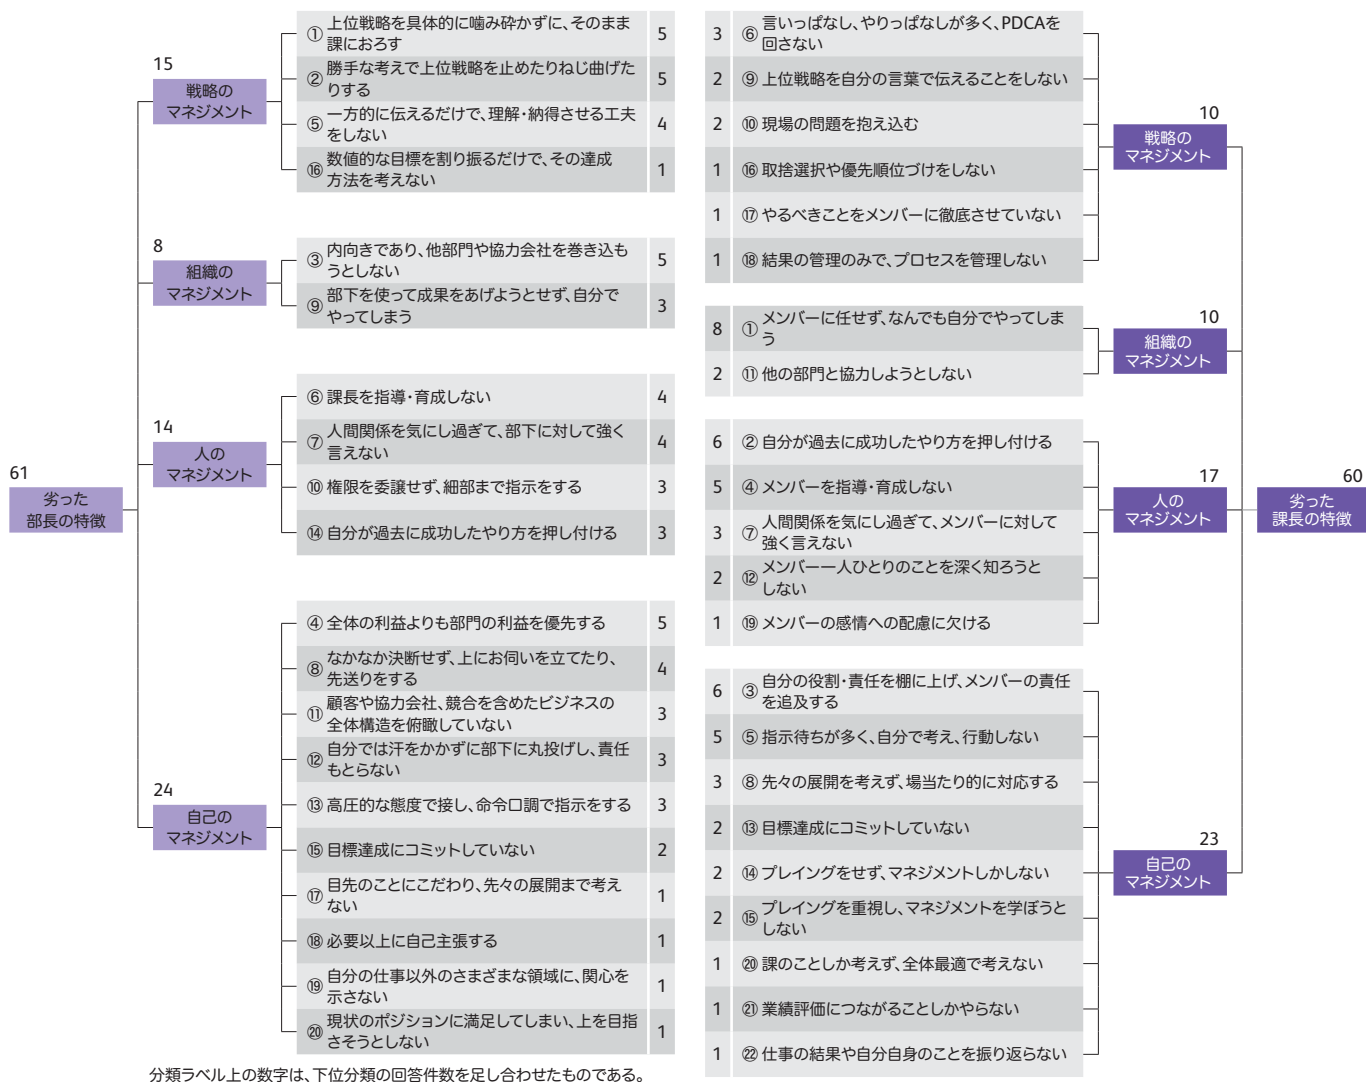 61
劣った
部長の特徴
15
戦略の
マネジメント
① 上位戦略を具体的に噛み砕かずに、そのまま
課におろす
5
② 勝手な考えで上位戦略を止めたりねじ曲げた
りする
5
⑤ 一方的に伝えるだけで、理解・納得させる工夫
をしない
4
⑯ 数値的な目標を割り振るだけで、その達成
方法を考えない
1
8
組織の
マネジメント
③ 内向きであり、他部門や協力会社を巻き込も
うとしない
5
⑨ 部下を使って成果をあげようとせず、自分で
やってしまう
3
14
人の
マネジメント
⑥ 課長を指導・育成しない 4
⑦ 人間関係を気にし過ぎて、部下に対して強く
言えない
4
⑩ 権限を委譲せず、細部まで指示をする 3
⑭ 自分が過去に成功したやり方を押し付ける 3
24
自己の
マネジメント
④ 全体の利益よりも部門の利益を優先する 5
⑧ なかなか決断せず、上にお伺いを立てたり、
先送りをする
4
⑪ 顧客や協力会社、競合を含めたビジネスの
全体構造を俯瞰していない
3
⑫ 自分では汗をかかずに部下に丸投げし、責任
もとらない
3
⑬ 高圧的な態度で接し、命令口調で指示をする 3
⑮ 目標達成にコミットしていない 2
⑰ 目先のことにこだわり、先々の展開まで考え
ない
1
⑱ 必要以上に自己主張する 1
⑲ 自分の仕事以外のさまざまな領域に、関心を
示さない
1
⑳ 現状のポジションに満足してしまい、上を目指
さそうとしない
1
3 ⑥ 言いっぱなし、やりっぱなしが多く、PDCAを
回さない
2 ⑨ 上位戦略を自分の言葉で伝えることをしない
2 ⑩ 現場の問題を抱え込む
1 ⑯ 取捨選択や優先順位づけをしない
1 ⑰ やるべきことをメンバーに徹底させていない
1 ⑱ 結果の管理のみで、プロセスを管理しない
10
戦略の
マネジメント
8 ① メンバーに任せず、なんでも自分でやってしま
う
2 ⑪ 他の部門と協力しようとしない
10
組織の
マネジメント
6 ② 自分が過去に成功したやり方を押し付ける
5 ④ メンバーを指導・育成しない
3 ⑦ 人間関係を気にし過ぎて、メンバーに対して
強く言えない
2 ⑫ メンバー一人ひとりのことを深く知ろうと
しない
1 ⑲ メンバーの感情への配慮に欠ける
17
人の
マネジメント
6 ③ 自分の役割・責任を棚に上げ、メンバーの責任
を追及する
5 ⑤ 指示待ちが多く、自分で考え、行動しない
3 ⑧ 先々の展開を考えず、場当たり的に対応する
2 ⑬ 目標達成にコミットしていない
2 ⑭ プレイングをせず、マネジメントしかしない
2 ⑮ プレイングを重視し、マネジメントを学ぼうと
しない
1 ⑳ 課のことしか考えず、全体最適で考えない
1 ㉑ 業績評価につながることしかやらない
1 ㉒ 仕事の結果や自分自身のことを振り返らない
23
自己の
マネジメント
60
劣った
課長の特徴
分類ラベル上の数字は、下位分類の回答件数を足し合わせたものである。